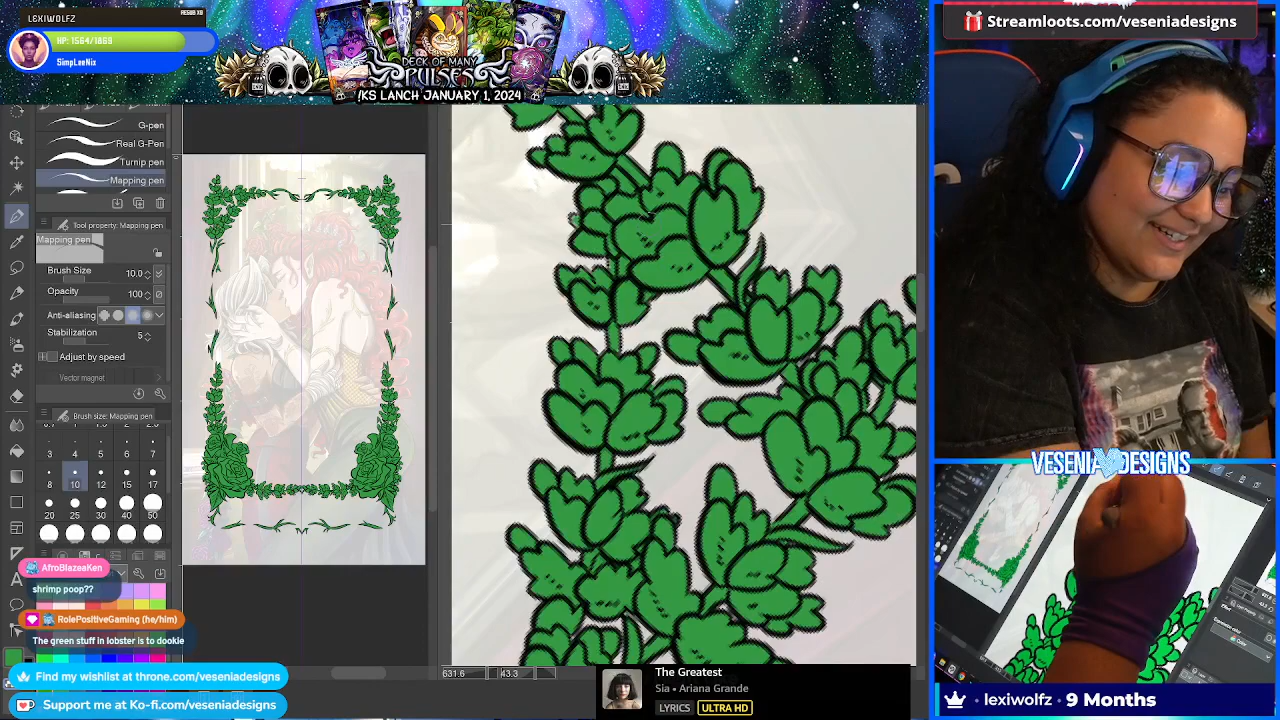 LEXIWOLFZ
HP: 1564/1869
SimpLeeNix
DECK OF MANY
PULSES
!KS LANCH JANUARY 1, 2024
Streamloots.com/veseniadesigns
G-pen
Real G-Pen
Turnip pen
Mapping pen
Tool property: Mapping pen
Mapping pen
Brush Size 10.0
Opacity 100
Anti-aliasing
Stabilization
5
Adjust by speed
Vector magnet
Brush size: Mapping pen
3 4 5 6 7
8 10 12 15 17
20 25 30 40 50
AfroBlazeaKen
shrimp poop??
RolePositiveGaming (he/him)
The green stuff in lobster is to dookie
Find my wishlist at throne.com/veseniadesigns
Support me at Ko-fi.com/veseniadesigns
631.6 43.3
The Greatest
Sia • Ariana Grande
LYRICS ULTRA HD
VESENIA DESIGNS
lexiwolfz 9 Months